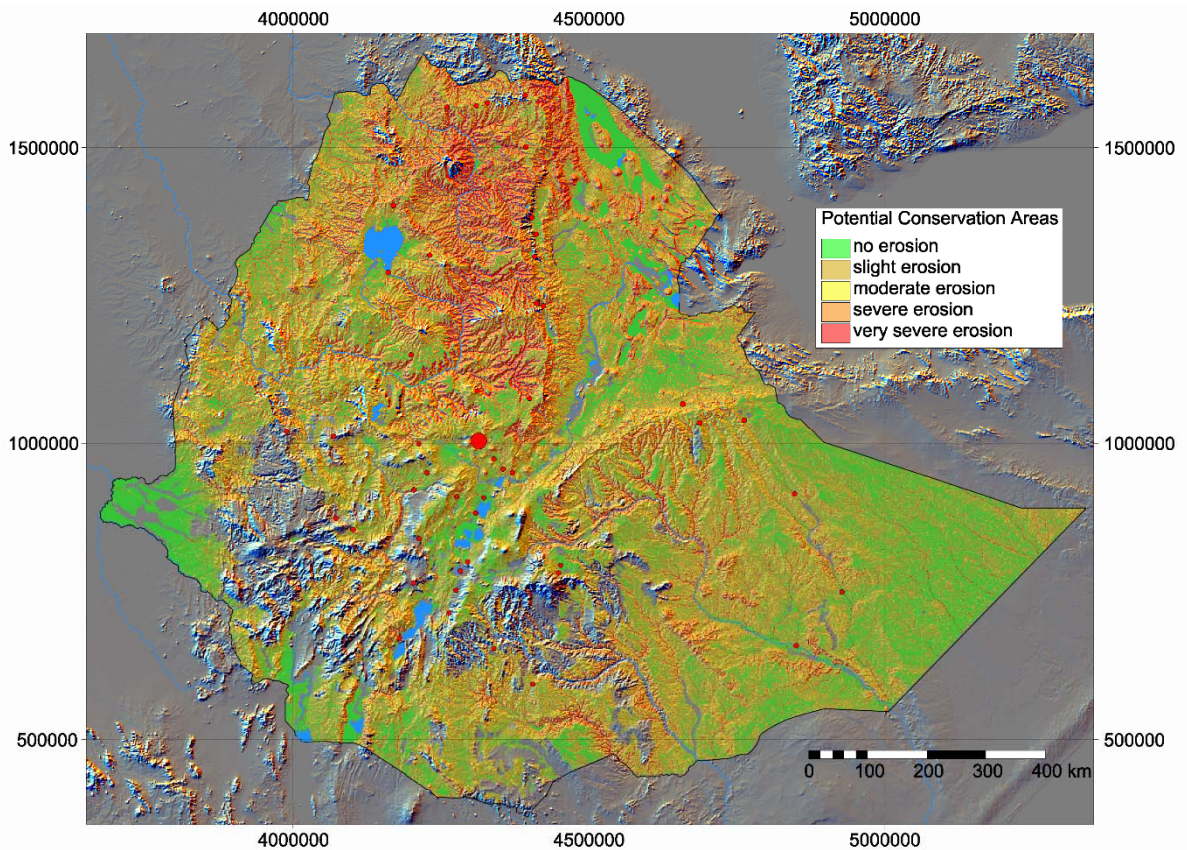 4000000 4500000 5000000
1500000 1500000
Potential Conservation Areas
no erosion
slight erosion
moderate erosion
severe erosion
very severe erosion
1000000 1000000
500000 500000
0 100 200 300 400 km
4000000 4500000 5000000